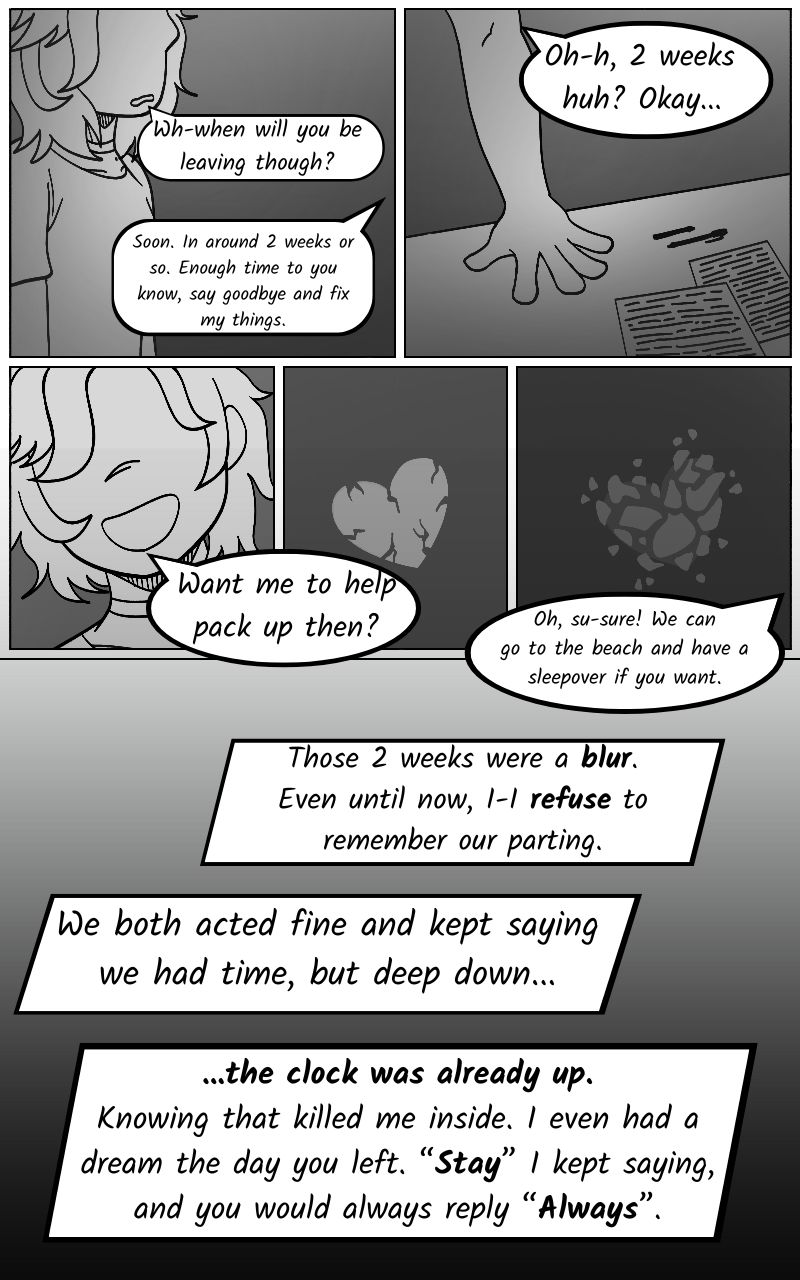 Wh-when will you be
leaving though?
Soon. In around 2 weeks or
so. Enough time to you
know, say goodbye and fix
my things.
Oh-h, 2 weeks
huh? Okay...
Want me to help
pack up then?
Oh, su-sure! We can
go to the beach and have a
sleepover if you want.
Those 2 weeks were a blur.
Even until now, I-I refuse to
remember our parting.
We both acted fine and kept saying
we had time, but deep down...
...the clock was already up.
Knowing that killed me inside. I even had a
dream the day you left. “Stay” I kept saying,
and you would always reply “Always”.